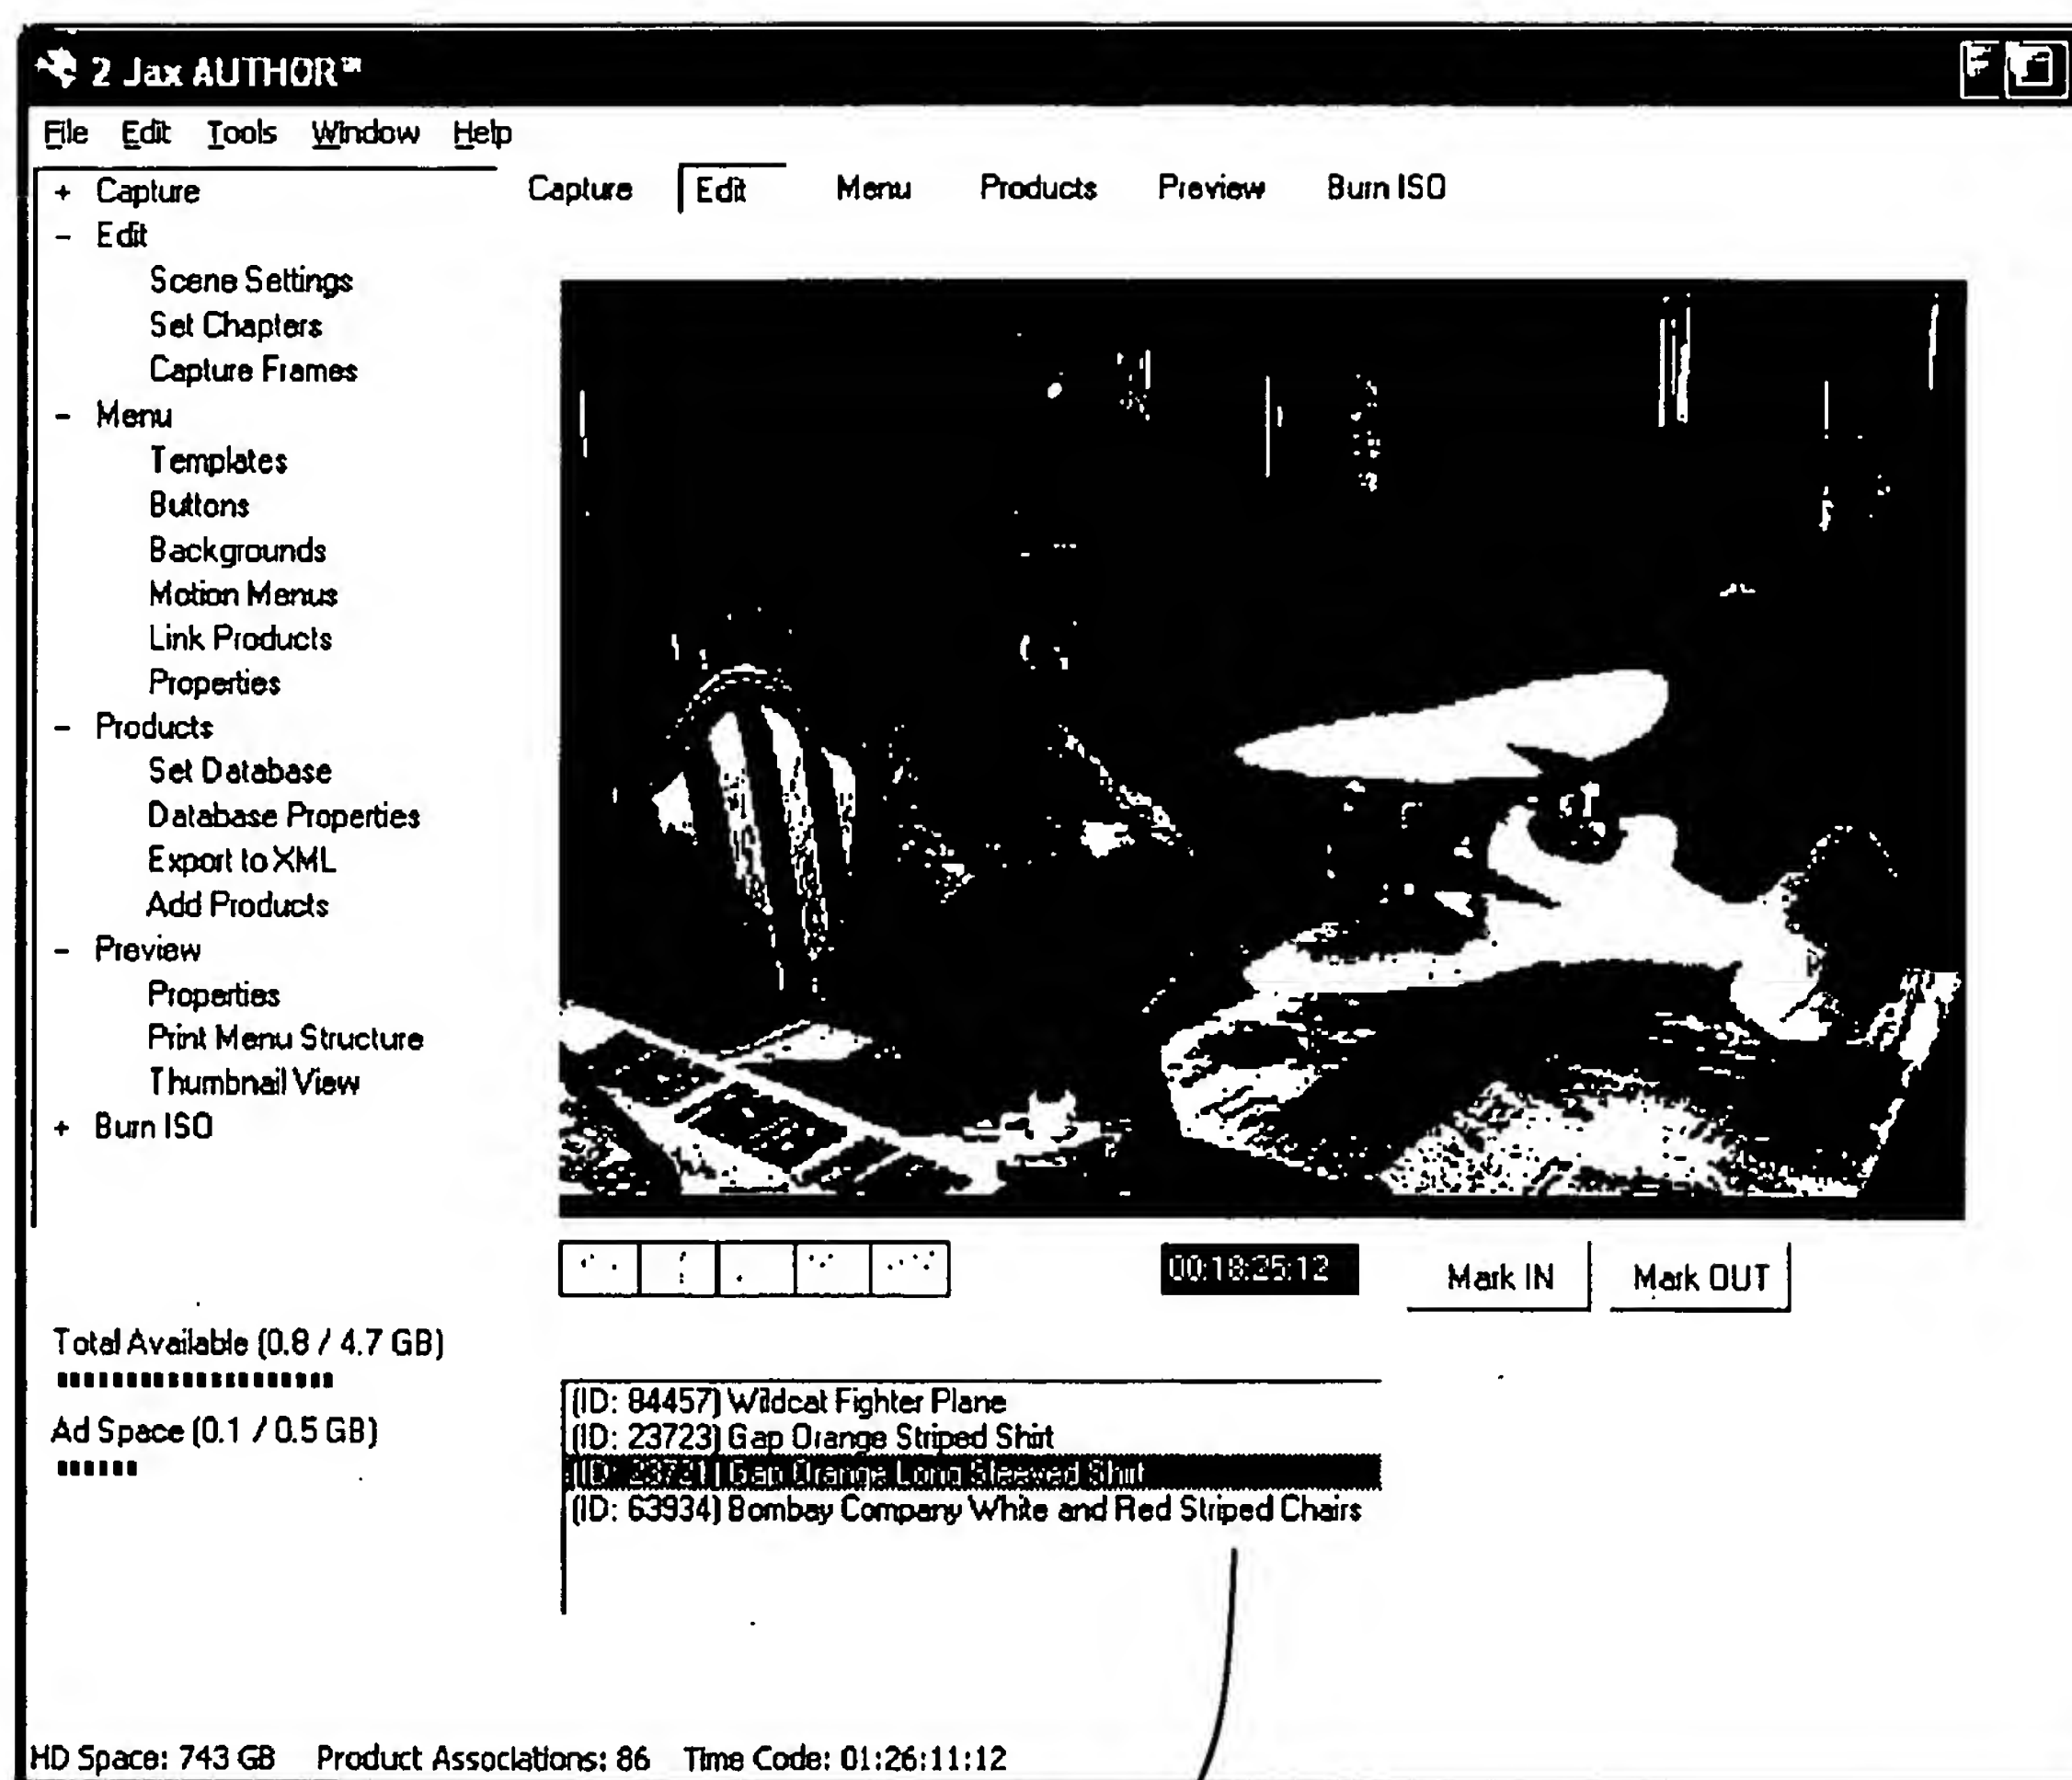 2 Jax AUTHOR™
File Edit Tools Window Help
+ Capture
- Edit
Scene Settings
Set Chapters
Capture Frames
- Menu
Templates
Buttons
Backgrounds
Motion Menus
Link Products
Properties
- Products
Set Database
Database Properties
Export to XML
Add Products
- Preview
Properties
Print Menu Structure
Thumbnail View
+ Burn ISO
Capture Edit Menu Products Preview Burn ISO
00:18:25:12 Mark IN Mark OUT
Total Available (0.8 / 4.7 GB)
Ad Space (0.1 / 0.5 GB)
(ID: 84457) Wildcat Fighter Plane
(ID: 23723) Gap Orange Striped Shirt
(ID: 23721) Gap Orange Long Sleeved Shirt
(ID: 63934) Bombay Company White and Red Striped Chairs
HD Space: 743 GB Product Associations: 86 Time Code: 01:26:11:12